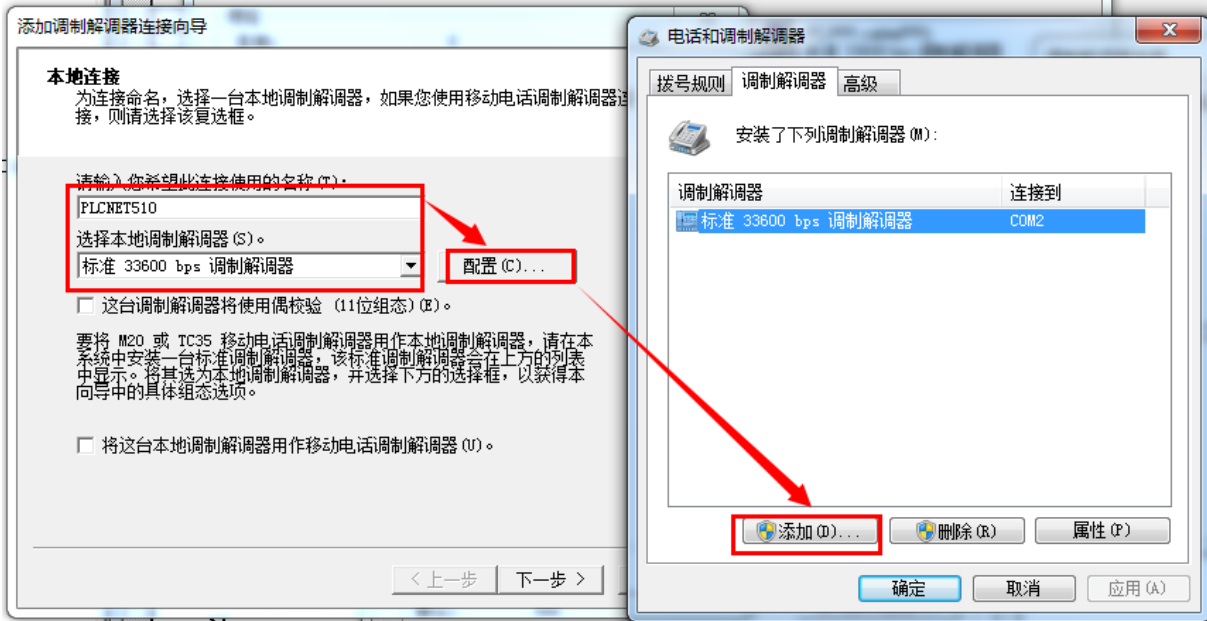 添加调制解调器连接向导
本地连接
为连接命名，选择一台本地调制解调器，如果您使用移动电话调制解调器连
接，则请选择该复选框。
请输入您希望此连接使用的名称(T)：
PLCNET510
选择本地调制解调器(S)。
标准 33600 bps 调制解调器
配置(C)...
这台调制解调器将使用偶校验 (11位组态)(E)。
要将 M20 或 TC35 移动电话调制解调器用作本地调制解调器，请在本
系统中安装一台标准调制解调器，该标准调制解调器会在上方的列表
中显示。将其选为本地调制解调器，并选择下方的选择框，以获得本
向导中的具体组态选项。
将这台本地调制解调器用作移动电话调制解调器(U)。
< 上一步
下一步 >
电话和调制解调器
拨号规则
调制解调器
高级
安装了下列调制解调器(M):
调制解调器
连接到
标准 33600 bps 调制解调器
COM2
添加(D)...
删除(R)
属性(P)
确定
取消
应用(A)